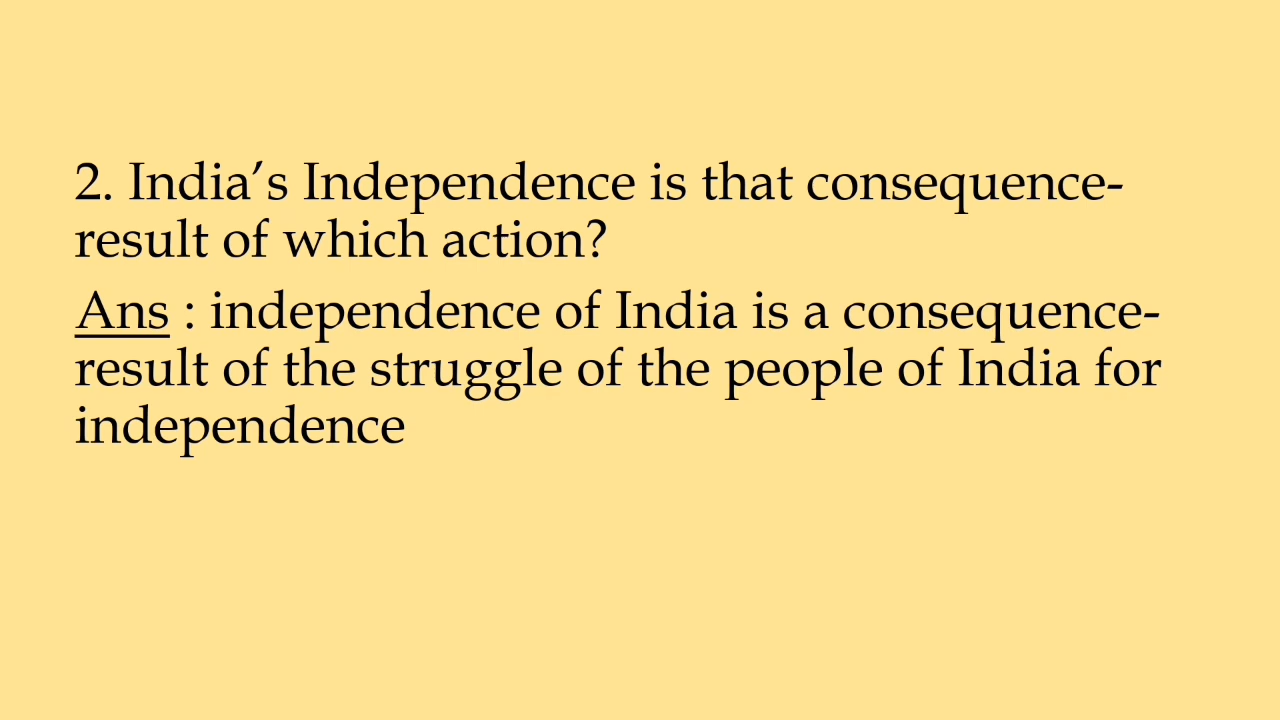 2. India’s Independence is that consequence-
result of which action?
Ans : independence of India is a consequence-
result of the struggle of the people of India for
independence